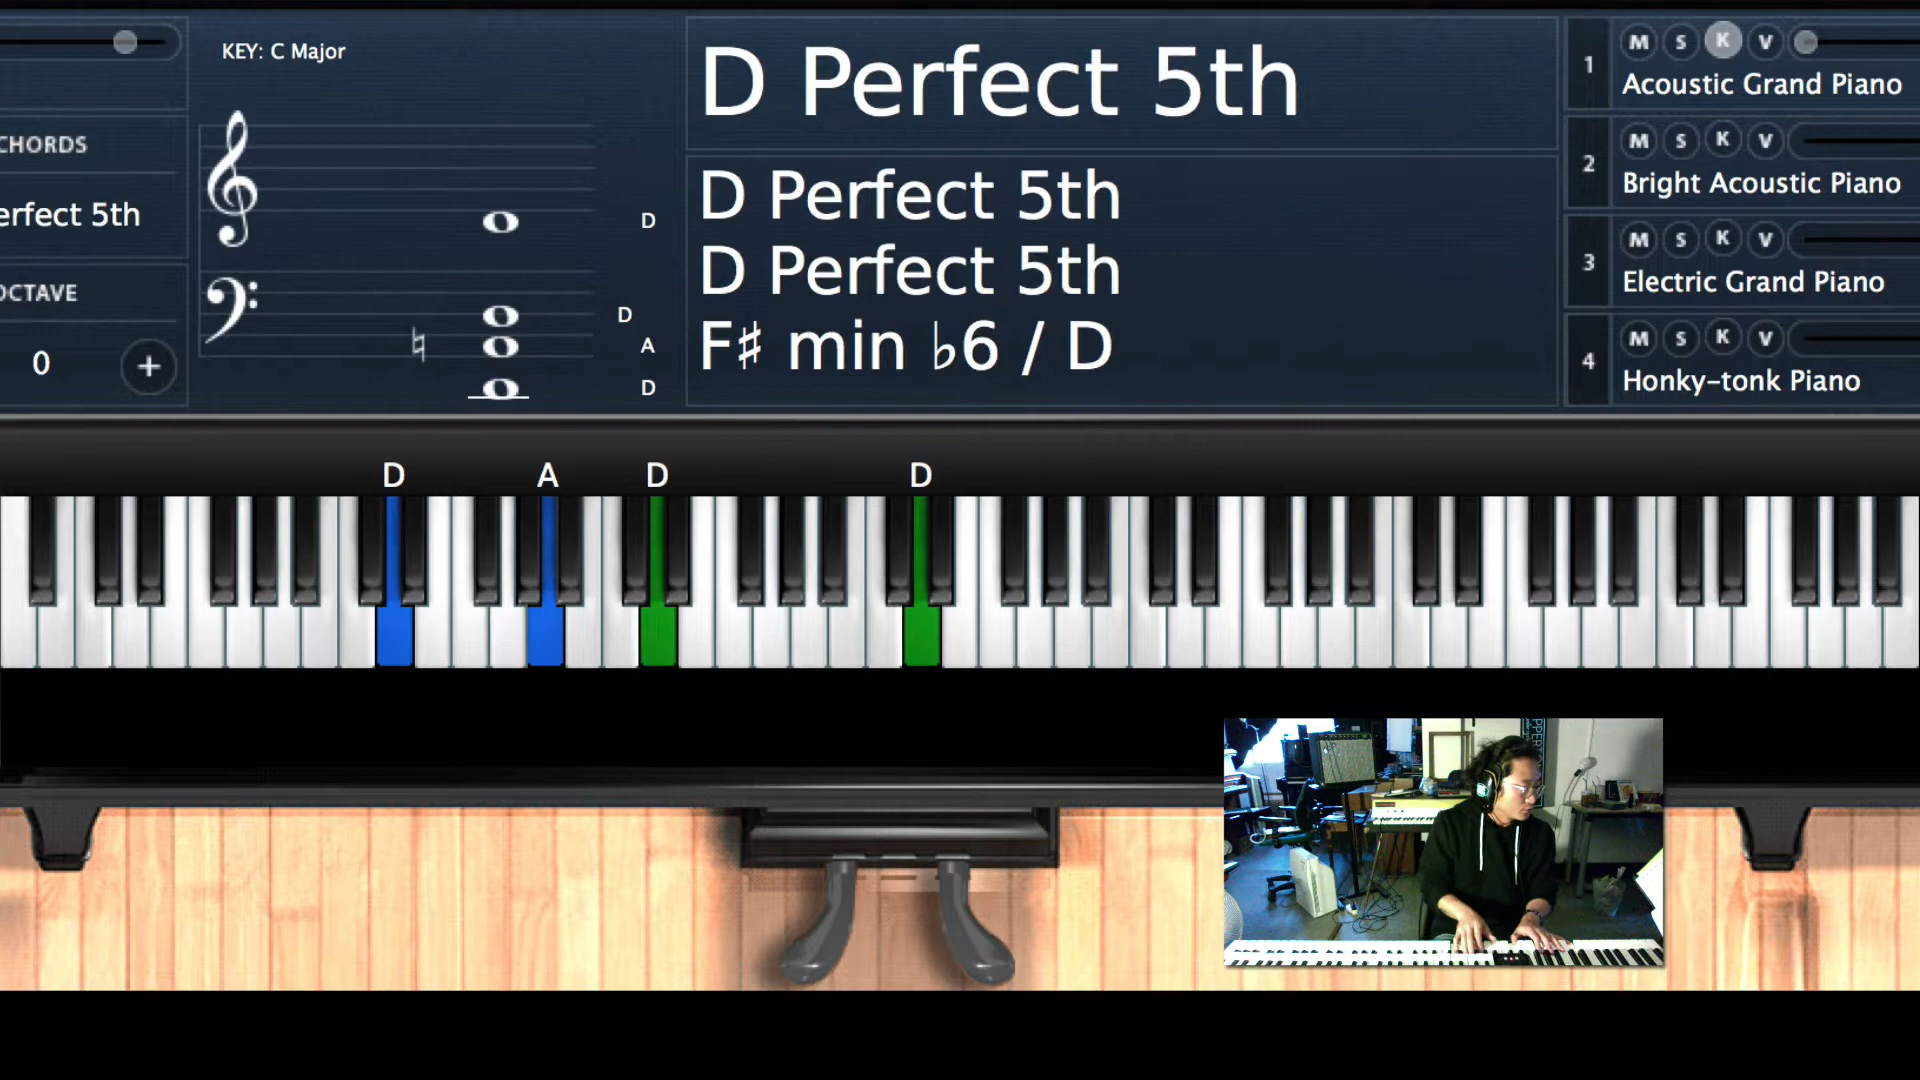 KEY: C Major
CHORDS
erfect 5th
OCTAVE
0
+
D
D
A
D
D Perfect 5th
D Perfect 5th
D Perfect 5th
F♯ min ♭6 / D
1
M S K V
Acoustic Grand Piano
2
M S K V
Bright Acoustic Piano
3
M S K V
Electric Grand Piano
4
M S K V
Honky-tonk Piano
D A D D